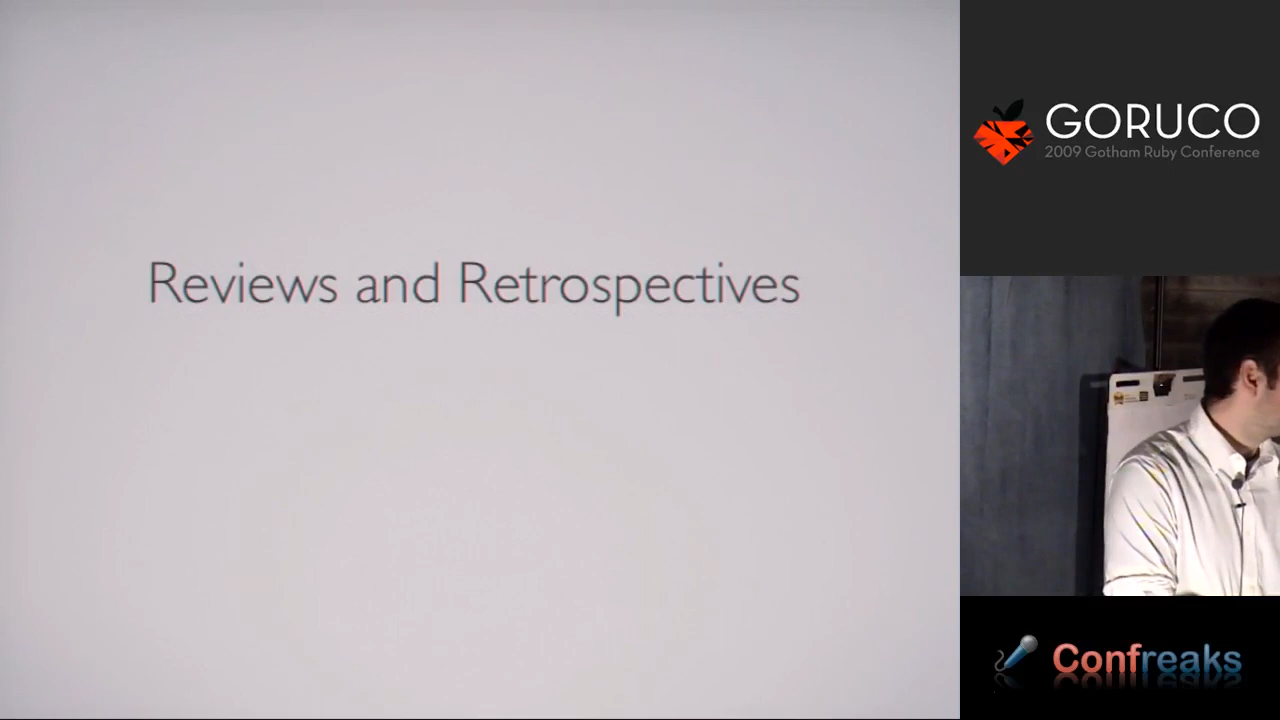 Reviews and Retrospectives
GORUCO
2009 Gotham Ruby Conference
Confreaks